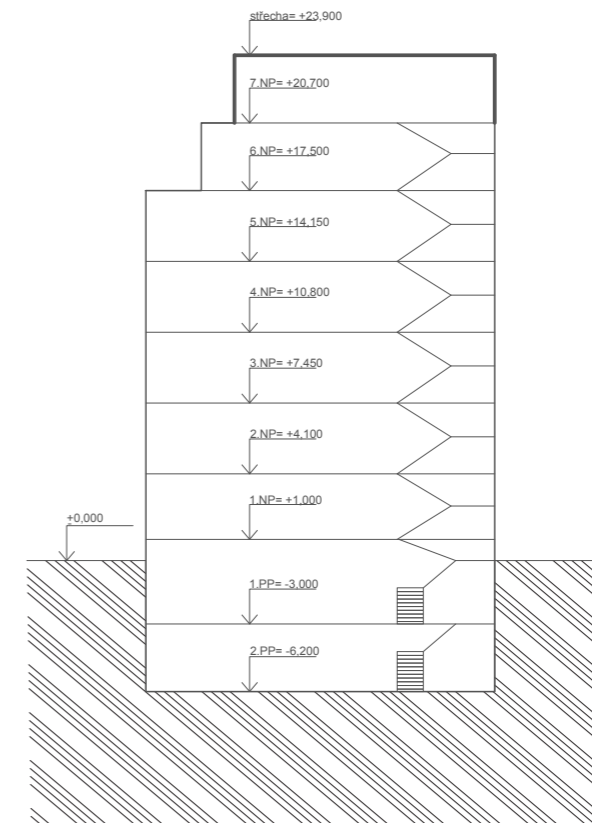 střecha= +23,900
7.NP= +20,700
6.NP= +17,500
5.NP= +14,150
4.NP= +10,800
3.NP= +7,450
2.NP= +4,100
1.NP= +1,000
+0,000
1.PP= -3,000
2.PP= -6,200